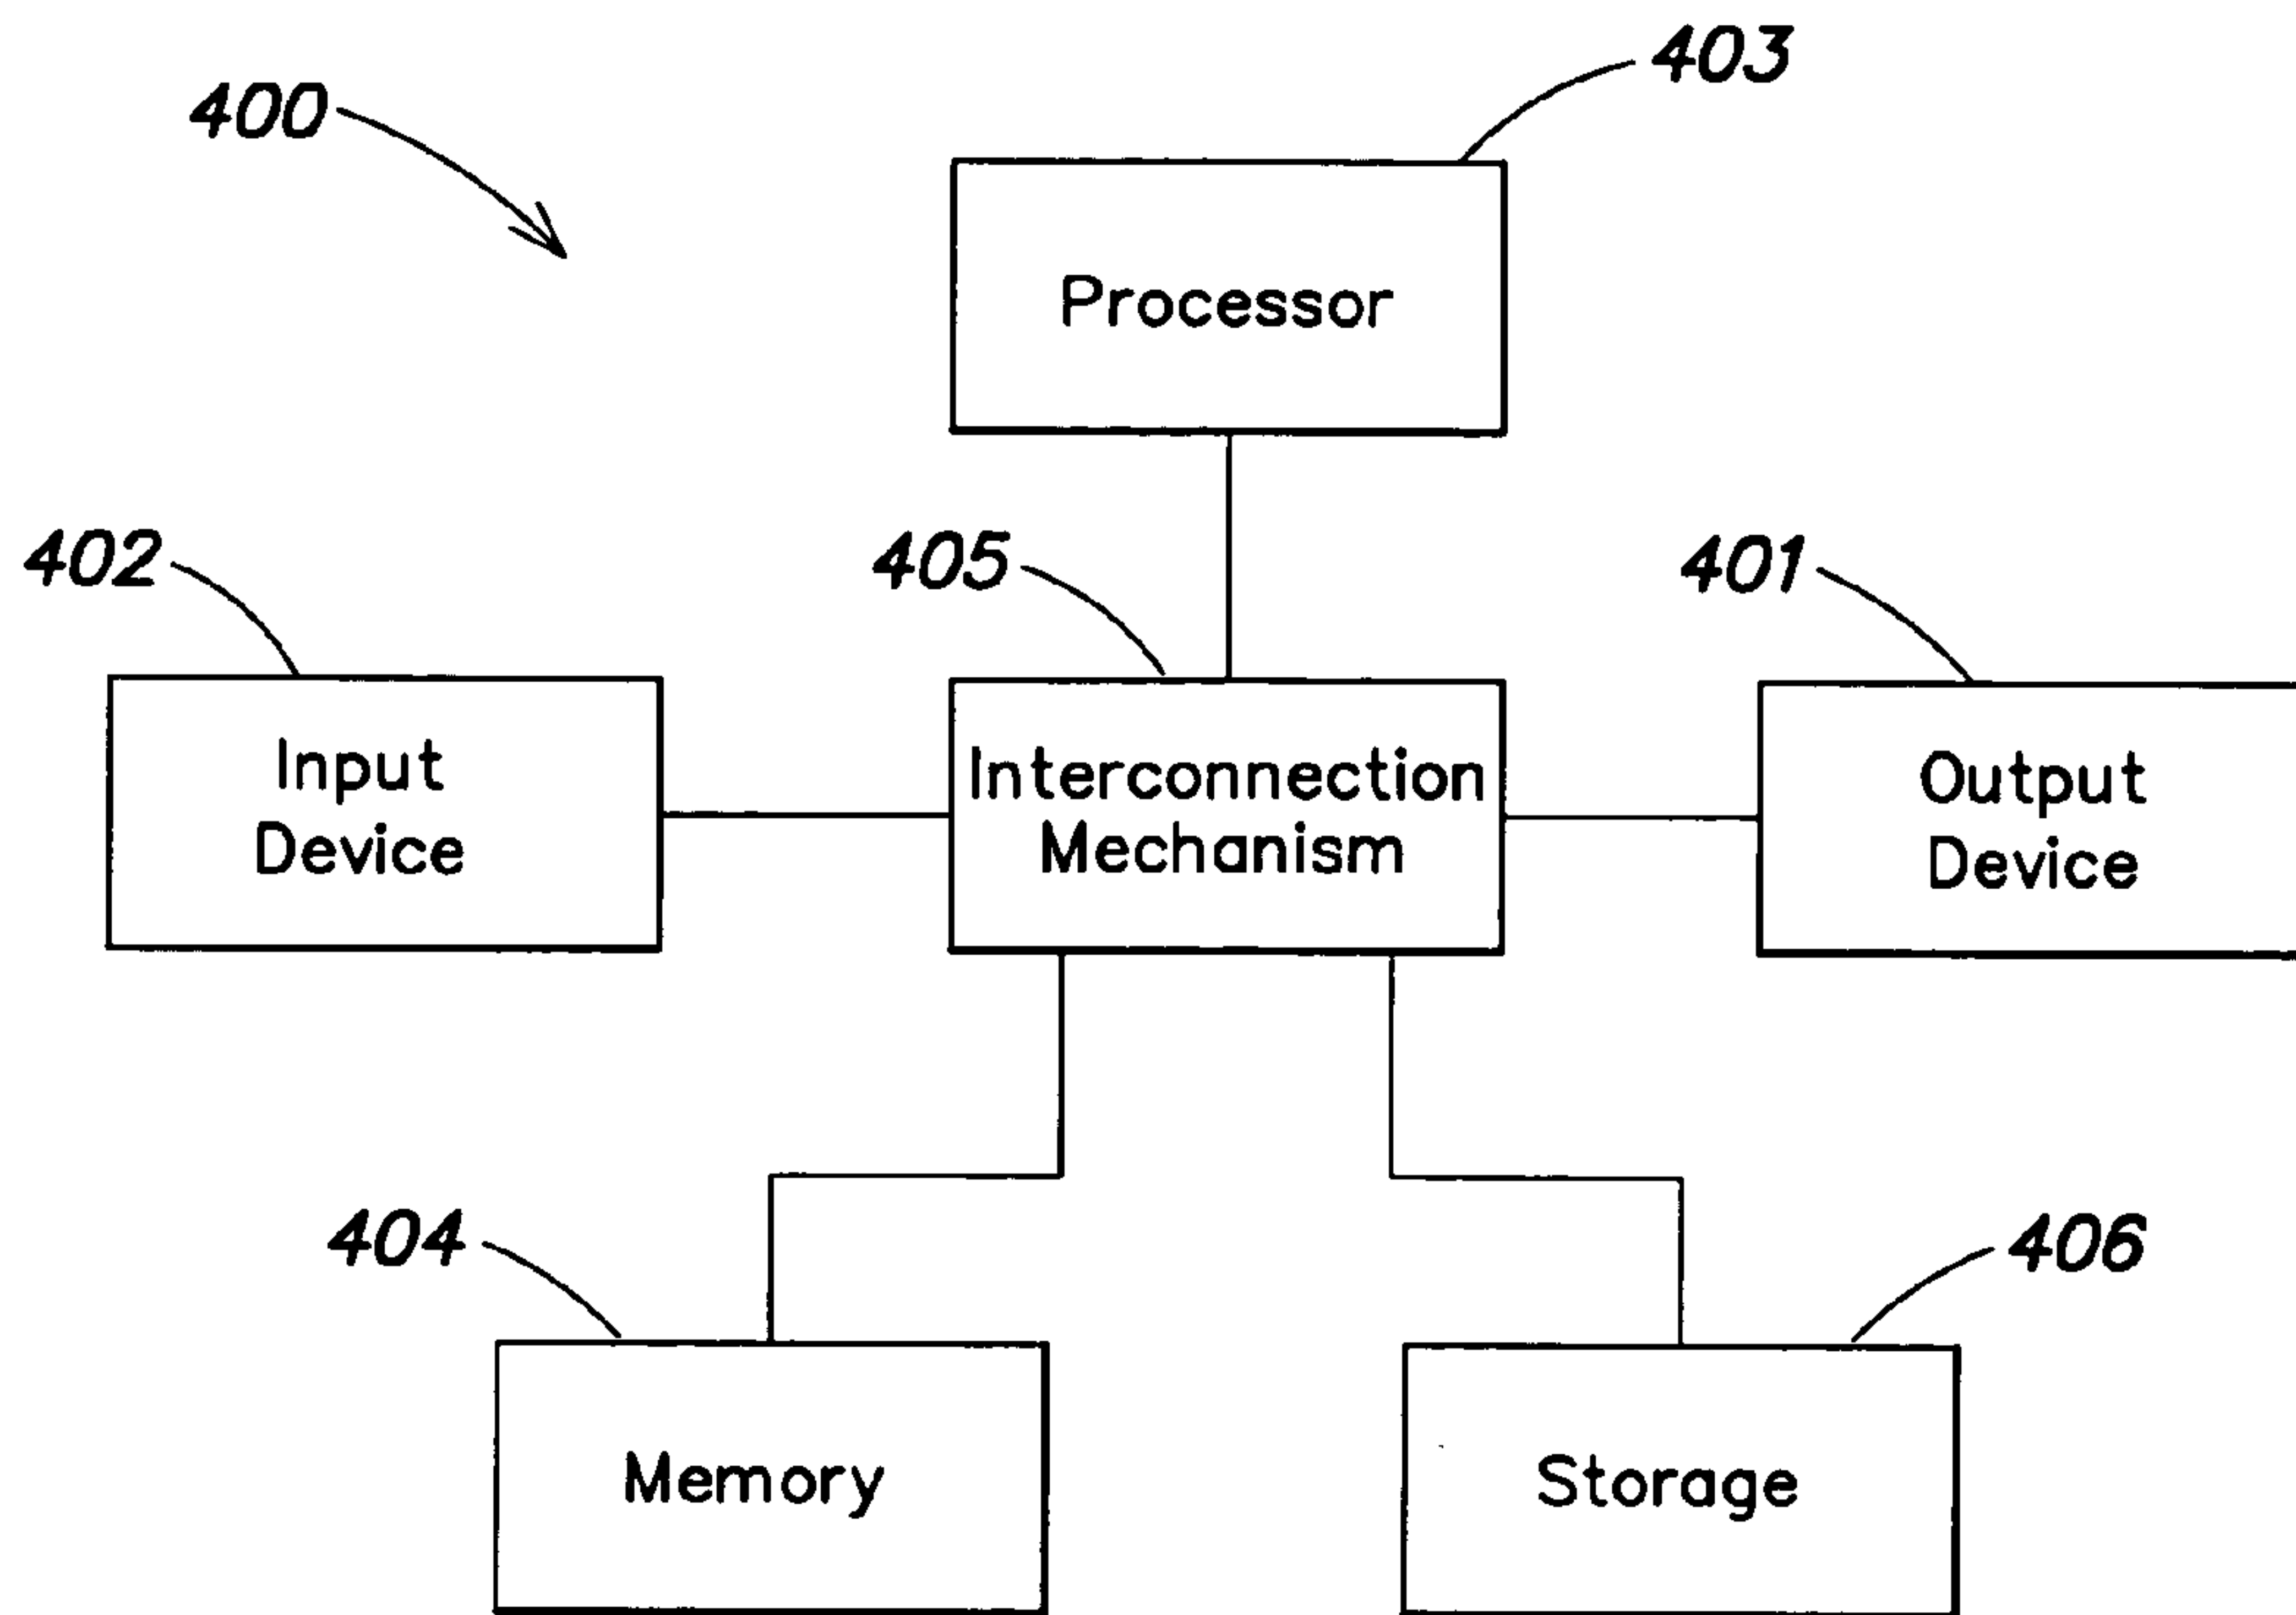 403
400
Processor
402
405
401
Input
Device
Interconnection
Mechanism
Output
Device
404
406
Memory
Storage